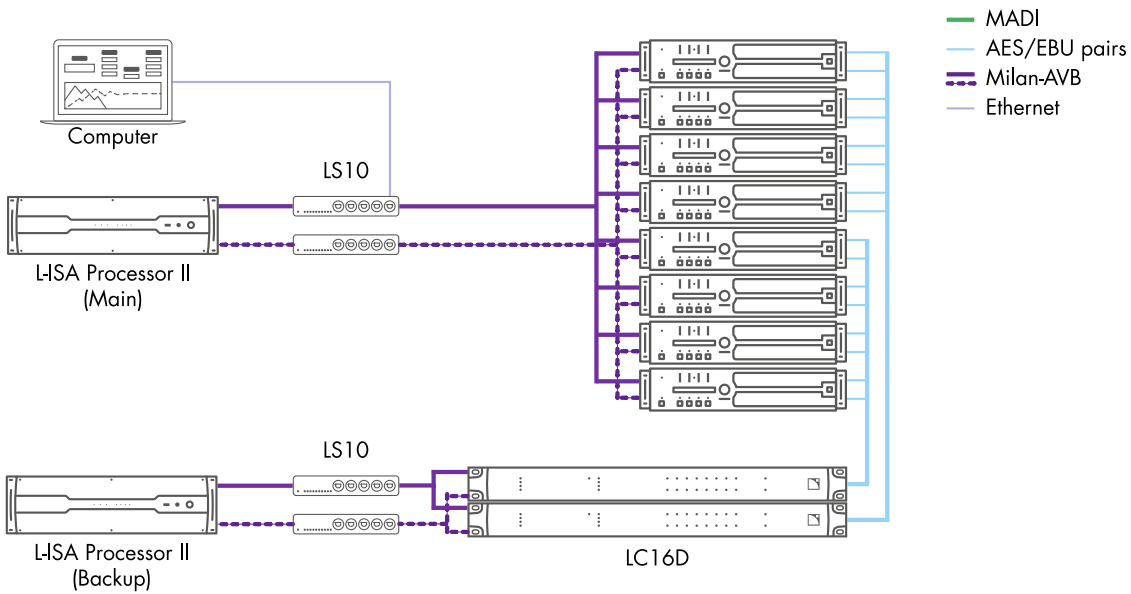 MADI
AES/EBU pairs
Milan-AVB
Ethernet
Computer
LS10
L-ISA Processor II
(Main)
LS10
L-ISA Processor II
(Backup)
LC16D